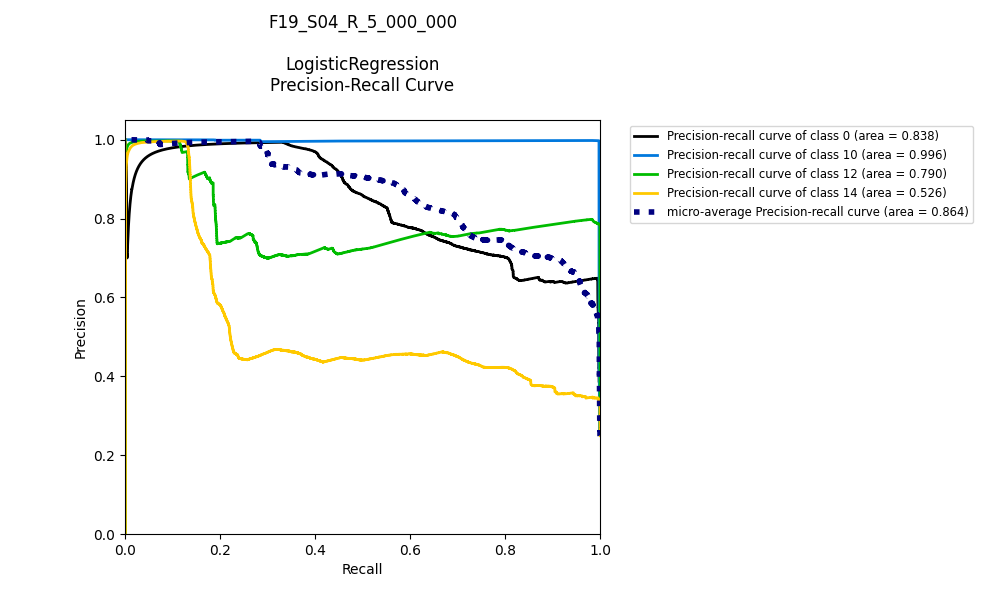 F19_S04_R_5_000_000
LogisticRegression
Precision-Recall Curve
Precision-recall curve of class 0 (area = 0.838)
Precision-recall curve of class 10 (area = 0.996)
Precision-recall curve of class 12 (area = 0.790)
Precision-recall curve of class 14 (area = 0.526)
micro-average Precision-recall curve (area = 0.864)
Precision
1.0
0.8
0.6
0.4
0.2
0.0
0.0 0.2 0.4 0.6 0.8 1.0
Recall